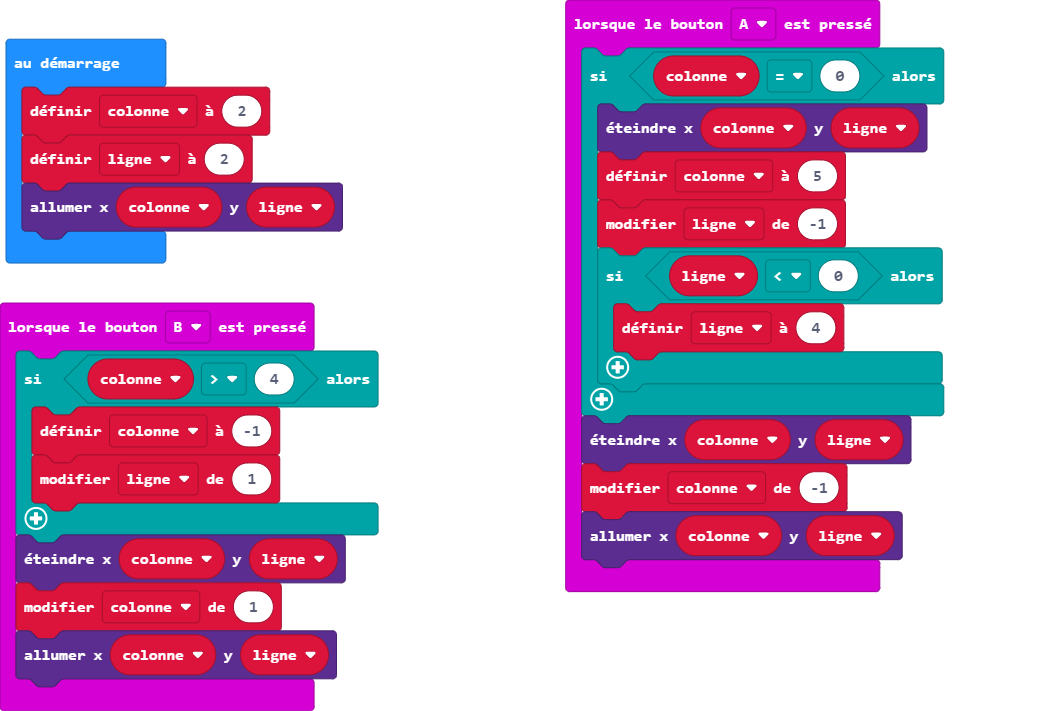 au démarrage
définir colonne à 2
définir ligne à 2
allumer x colonne y ligne
lorsque le bouton B est pressé
si colonne > 4 alors
définir colonne à -1
modifier ligne de 1
éteindre x colonne y ligne
modifier colonne de 1
allumer x colonne y ligne
lorsque le bouton A est pressé
si colonne = 0 alors
éteindre x colonne y ligne
définir colonne à 5
modifier ligne de -1
si ligne < 0 alors
définir ligne à 4
éteindre x colonne y ligne
modifier colonne de -1
allumer x colonne y ligne